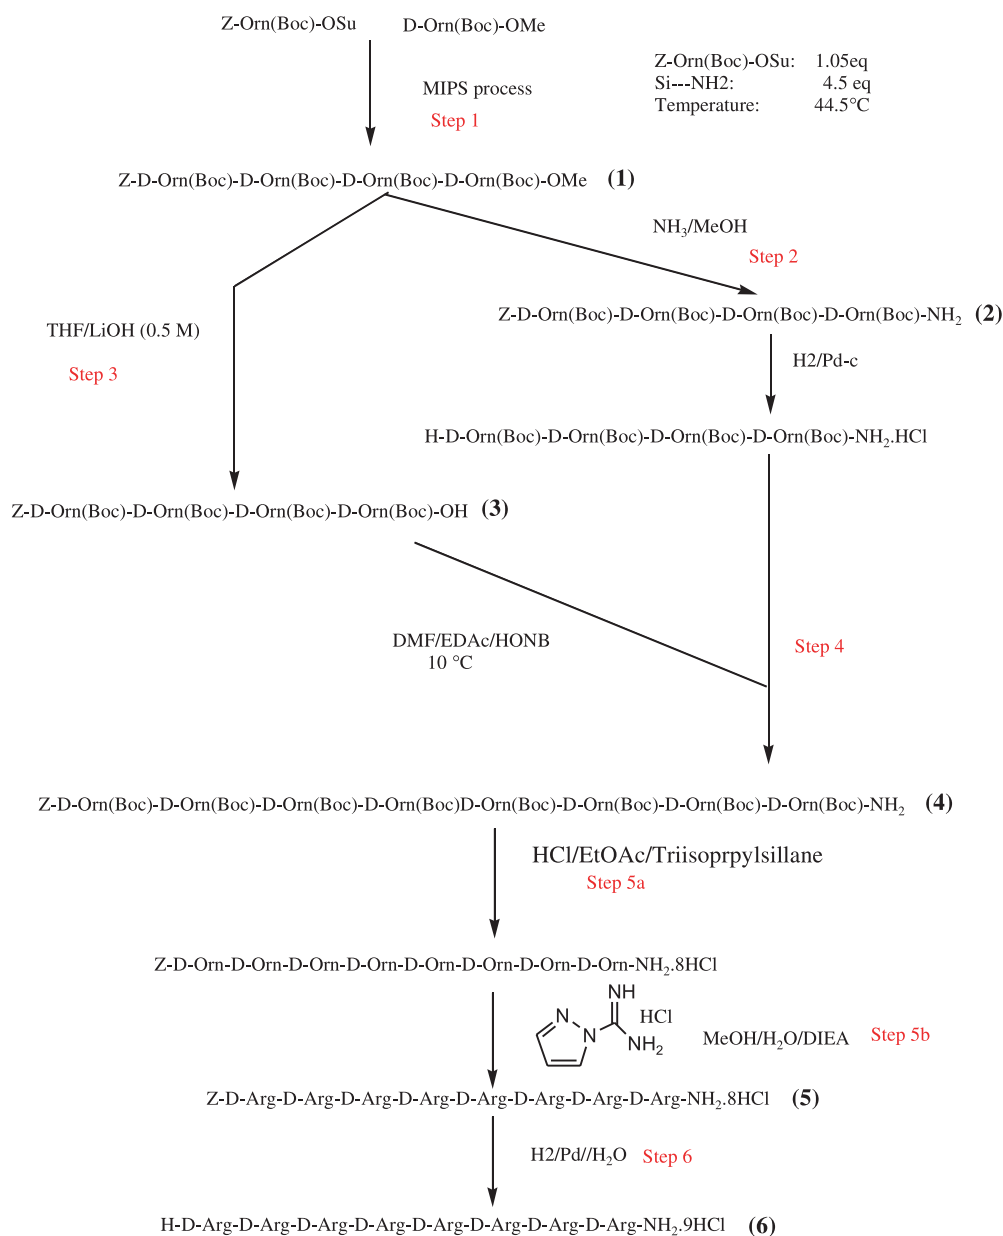 Z-Orn(Boc)-OSu D-Orn(Boc)-OMe
Z-Orn(Boc)-OSu: 1.05eq
Si---NH2: 4.5 eq
Temperature: 44.5°C
MIPS process
Step 1
Z-D-Orn(Boc)-D-Orn(Boc)-D-Orn(Boc)-D-Orn(Boc)-OMe (1)
NH3/MeOH
Step 2
Z-D-Orn(Boc)-D-Orn(Boc)-D-Orn(Boc)-D-Orn(Boc)-NH2 (2)
THF/LiOH (0.5 M)
Step 3
H2/Pd-c
H-D-Orn(Boc)-D-Orn(Boc)-D-Orn(Boc)-D-Orn(Boc)-NH2.HCl
Z-D-Orn(Boc)-D-Orn(Boc)-D-Orn(Boc)-D-Orn(Boc)-OH (3)
DMF/EDAc/HONB
10 °C
Step 4
Z-D-Orn(Boc)-D-Orn(Boc)-D-Orn(Boc)-D-Orn(Boc)D-Orn(Boc)-D-Orn(Boc)-D-Orn(Boc)-D-Orn(Boc)-NH2 (4)
HCl/EtOAc/Triisoprpylsillane
Step 5a
Z-D-Orn-D-Orn-D-Orn-D-Orn-D-Orn-D-Orn-D-Orn-D-Orn-NH2.8HCl
NH
N
HCl
N
NH2
MeOH/H2O/DIEA Step 5b
Z-D-Arg-D-Arg-D-Arg-D-Arg-D-Arg-D-Arg-D-Arg-D-Arg-NH2.8HCl (5)
H2/Pd//H2O Step 6
H-D-Arg-D-Arg-D-Arg-D-Arg-D-Arg-D-Arg-D-Arg-D-Arg-NH2.9HCl (6)